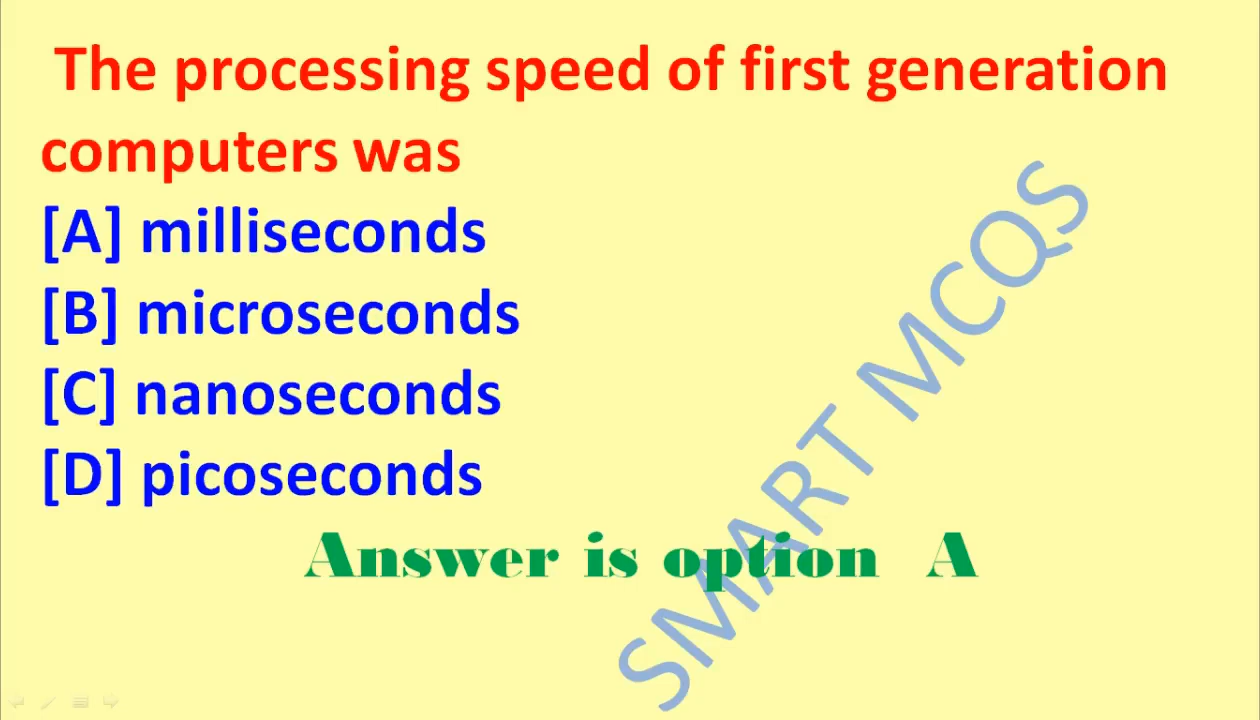 The processing speed of first generation
computers was
[A] milliseconds
[B] microseconds
[C] nanoseconds
[D] picoseconds
Answer is option A
SMART MCQS